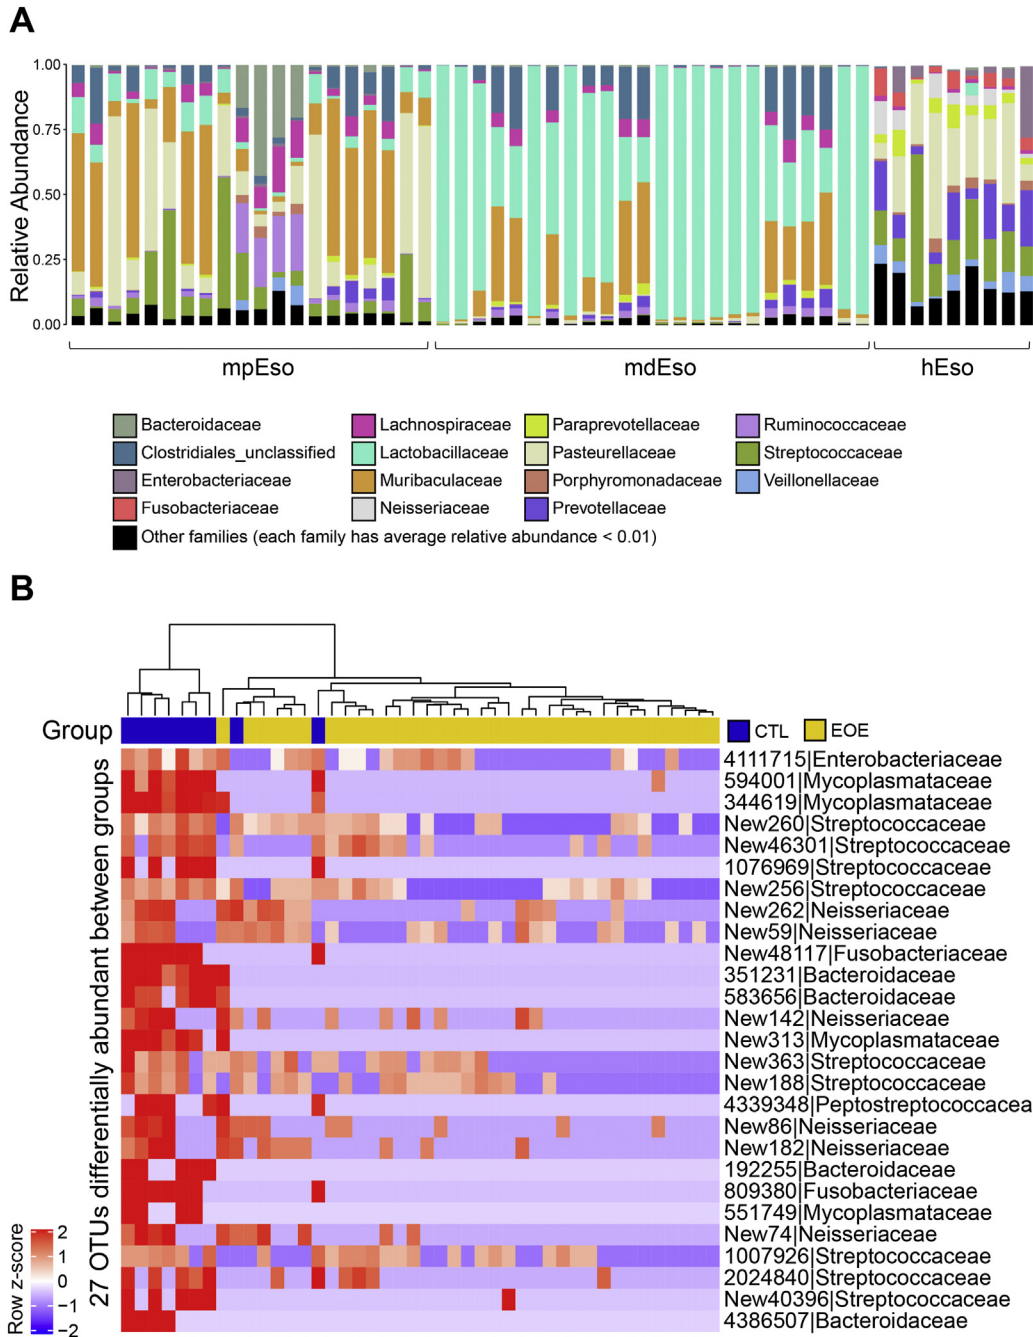 A
1.00
0.75
0.50
0.25
0.00
Relative Abundance
mpEso
mdEso
hEso
Bacteroidaceae
Clostridiales_unclassified
Enterobacteriaceae
Fusobacteriaceae
Lachnospiraceae
Lactobacillaceae
Muribaculaceae
Neisseriaceae
Paraprevotellaceae
Pasteurellaceae
Porphyromonadaceae
Prevotellaceae
Ruminococcaceae
Streptococcaceae
Veillonellaceae
Other families (each family has average relative abundance < 0.01)
B
Group
CTL
EOE
27 OTUs differentially abundant between groups
4111715|Enterobacteriaceae
594001|Mycoplasmataceae
344619|Mycoplasmataceae
New260|Streptococcaceae
New46301|Streptococcaceae
1076969|Streptococcaceae
New256|Streptococcaceae
New262|Neisseriaceae
New59|Neisseriaceae
New48117|Fusobacteriaceae
351231|Bacteroidaceae
583656|Bacteroidaceae
New142|Neisseriaceae
New313|Mycoplasmataceae
New363|Streptococcaceae
New188|Streptococcaceae
4339348|Peptostreptococcacea
New86|Neisseriaceae
New182|Neisseriaceae
192255|Bacteroidaceae
809380|Fusobacteriaceae
551749|Mycoplasmataceae
New74|Neisseriaceae
1007926|Streptococcaceae
2024840|Streptococcaceae
New40396|Streptococcaceae
4386507|Bacteroidaceae
Row z-score
2
1
0
−1
−2